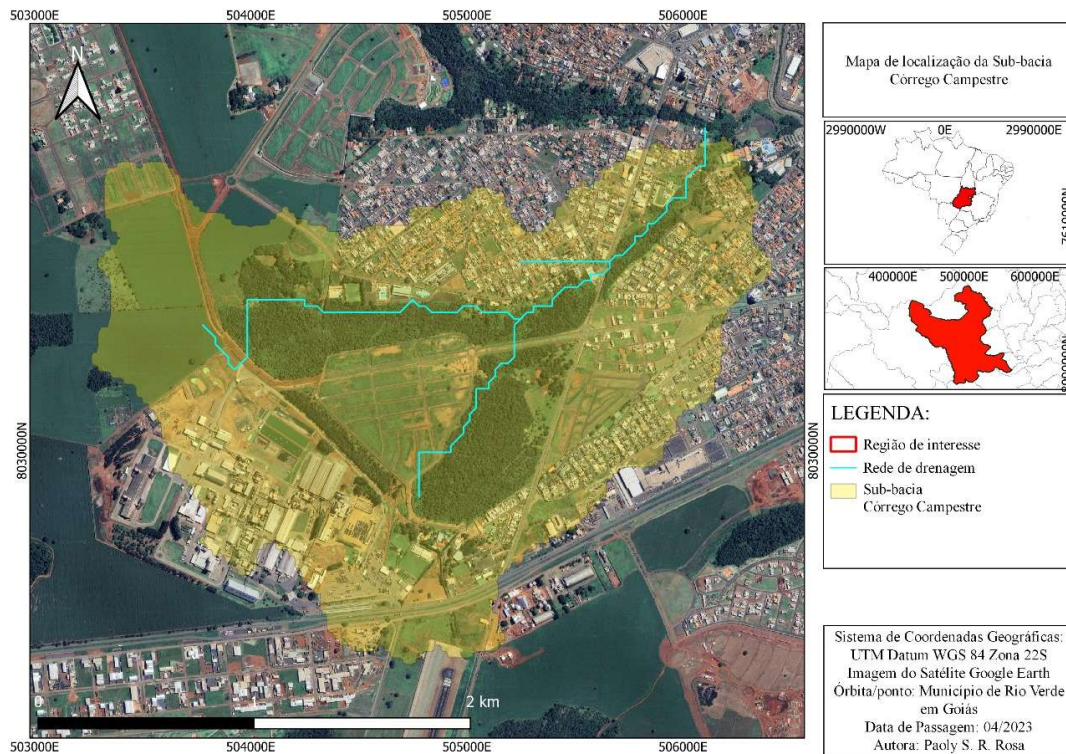 503000E
504000E
505000E
506000E
N
8030000N
8030000N
0
2 km
503000E
504000E
505000E
506000E
Mapa de localização da Sub-bacia
Córrego Campestre
2990000W
0E
2990000E
7610000N
400000E
500000E
600000E
8000000N
LEGENDA:
Região de interesse
Rede de drenagem
Sub-bacia
Córrego Campestre
Sistema de Coordenadas Geográficas:
UTM Datum WGS 84 Zona 22S
Imagem do Satélite Google Earth
Órbita/ponto: Município de Rio Verde
em Goiás
Data de Passagem: 04/2023
Autora: Paoly S. R. Rosa